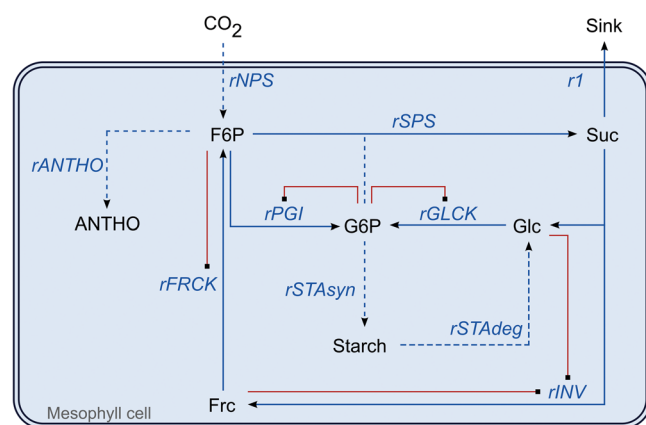 CO2
Sink
rNPS
r1
F6P
rSPS
Suc
rANTHO
ANTHO
rPGI
G6P
rGLCK
Glc
rFRCK
rSTAsyn
rSTAdeg
Starch
Frc
rINV
Mesophyll cell